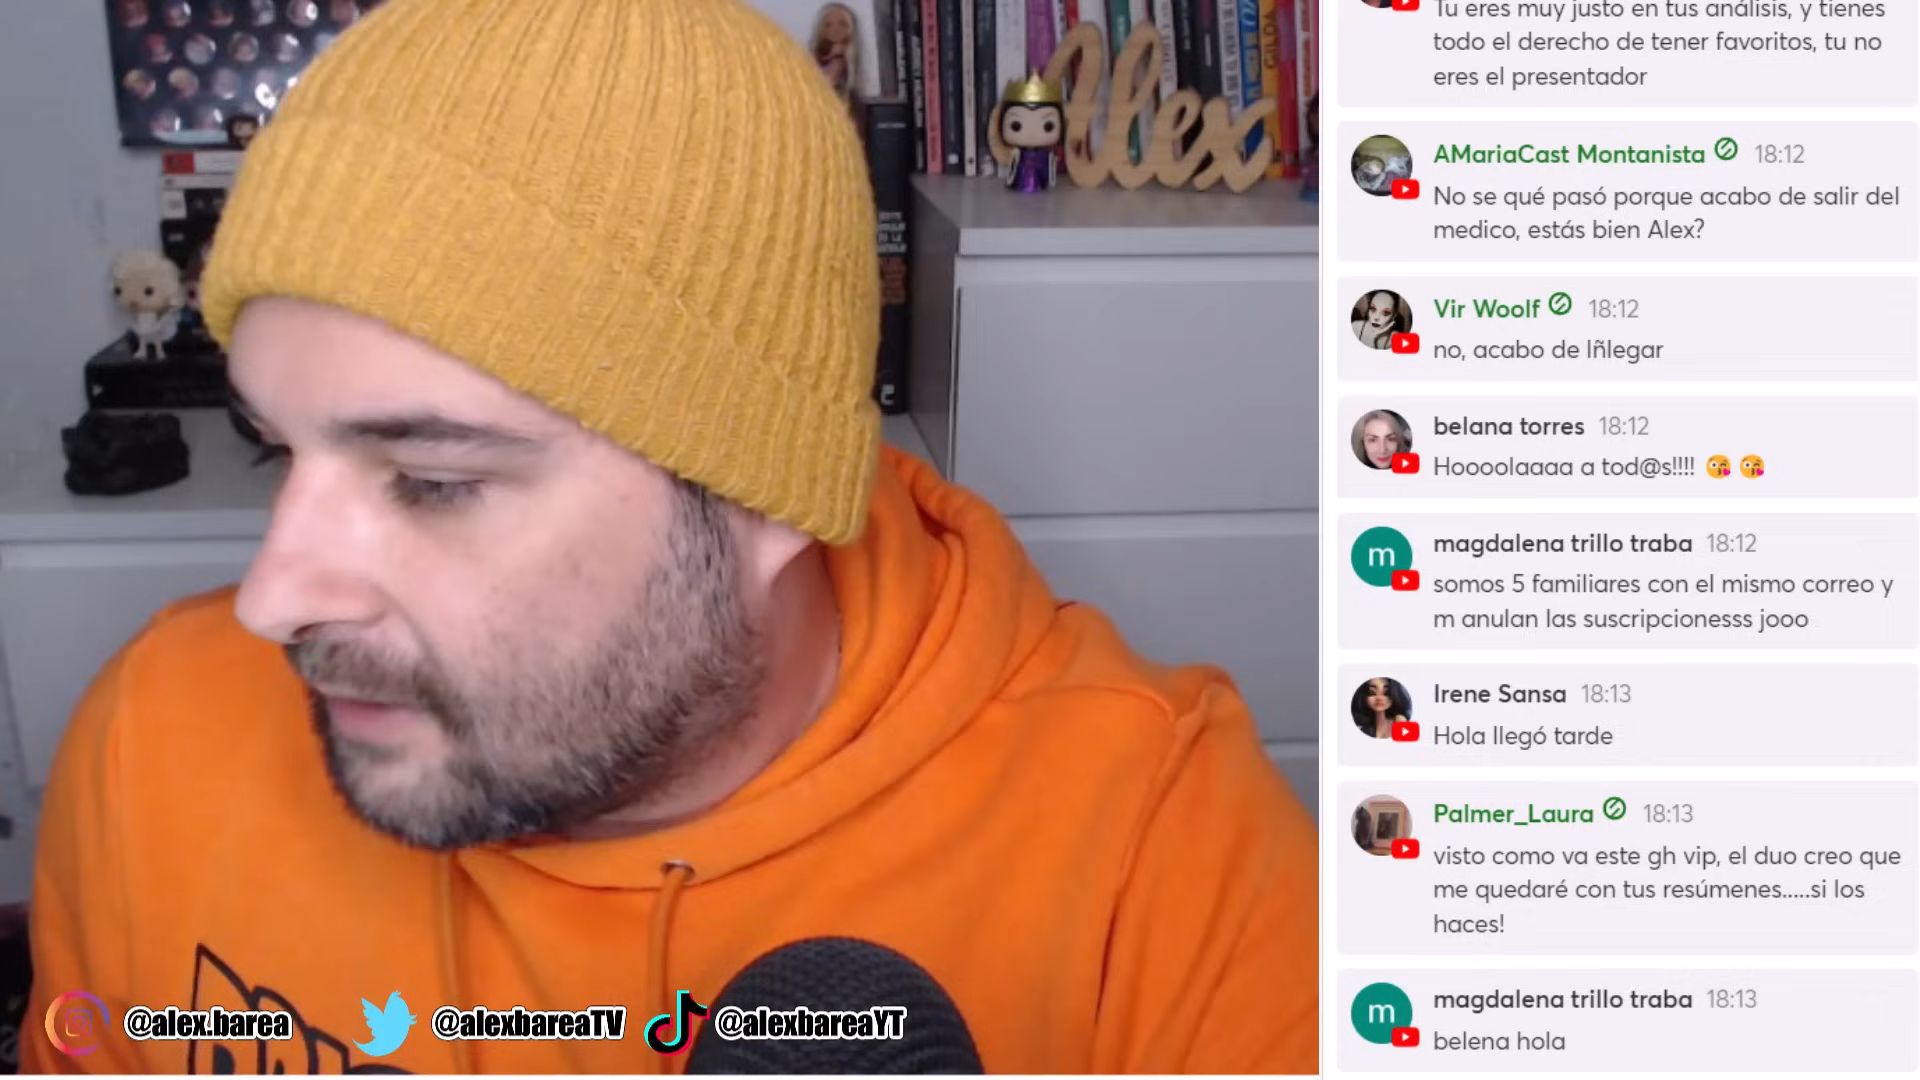 Tu eres muy justo en tus análisis, y tienes
todo el derecho de tener favoritos, tu no
eres el presentador
AMariaCast Montanista 18:12
No se qué pasó porque acabo de salir del
medico, estás bien Alex?
Vir Woolf 18:12
no, acabo de lñlegar
belana torres 18:12
Hoooolaaaa a tod@s!!!! 😘 😘
m
magdalena trillo traba 18:12
somos 5 familiares con el mismo correo y
m anulan las suscripcionesss jooo
Irene Sansa 18:13
Hola llegó tarde
Palmer_Laura 18:13
visto como va este gh vip, el duo creo que
me quedaré con tus resúmenes.....si los
haces!
m
magdalena trillo traba 18:13
belena hola
Alex
GILDA
@alex.barea
@alexbareaTV
@alexbareaYT